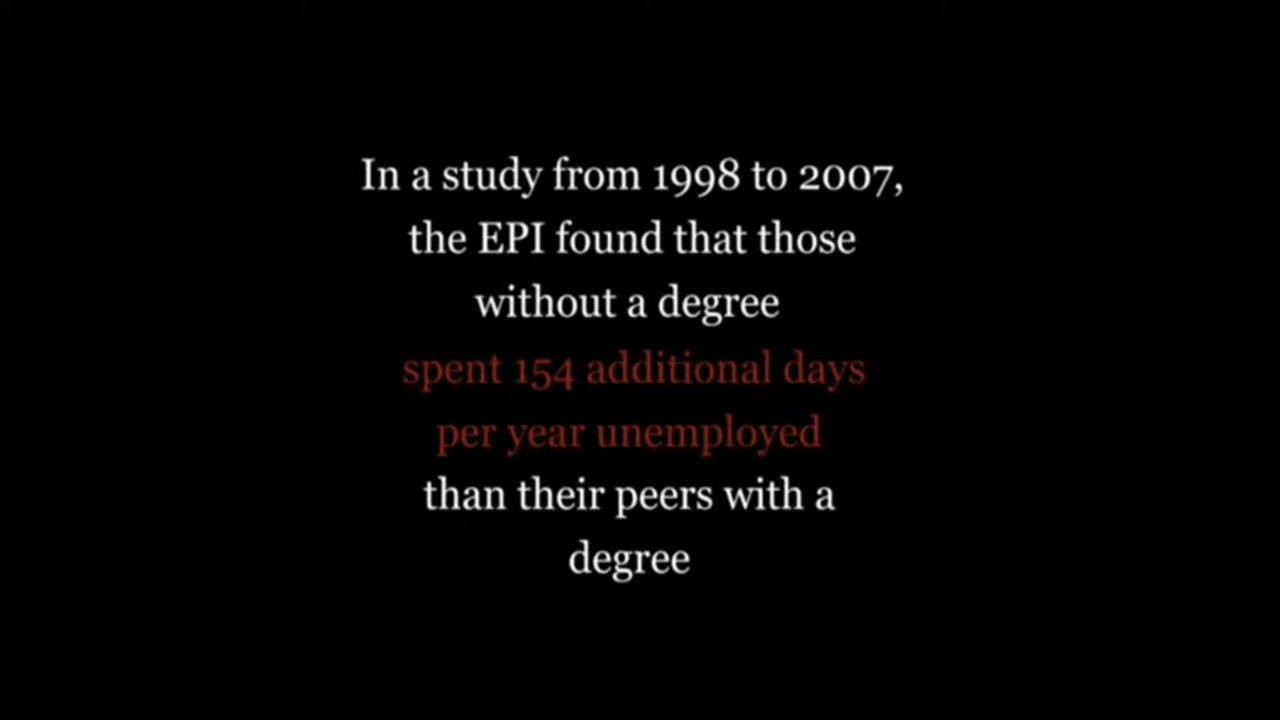 In a study from 1998 to 2007,
the EPI found that those
without a degree
spent 154 additional days
per year unemployed
than their peers with a
degree